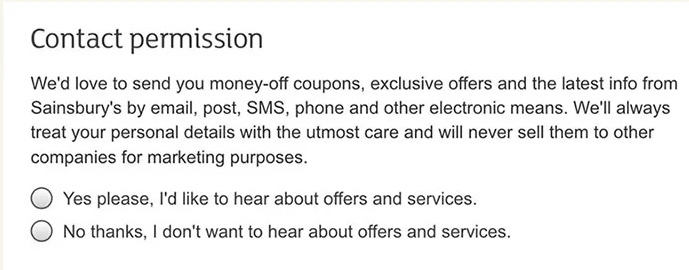 Contact permission
We'd love to send you money-off coupons, exclusive offers and the latest info from
Sainsbury's by email, post, SMS, phone and other electronic means. We'll always
treat your personal details with the utmost care and will never sell them to other
companies for marketing purposes.
Yes please, I'd like to hear about offers and services.
No thanks, I don't want to hear about offers and services.